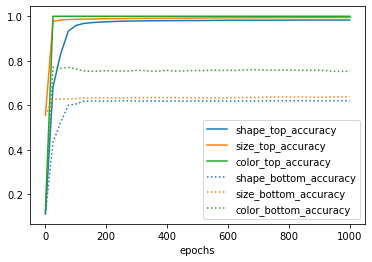 1.0
0.8
0.6
0.4
0.2
shape_top_accuracy
size_top_accuracy
color_top_accuracy
shape_bottom_accuracy
size_bottom_accuracy
color_bottom_accuracy
0 200 400 600 800 1000
epochs